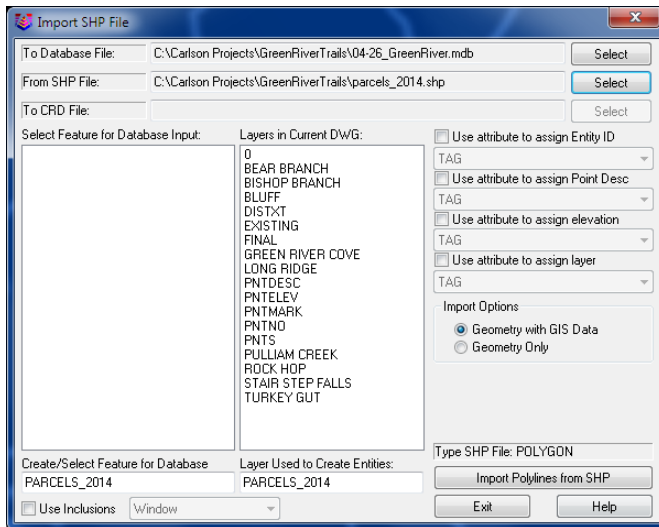 Import SHP File
To Database File: C:\Carlson Projects\GreenRiverTrails\04-26_GreenRiver.mdb Select
From SHP File: C:\Carlson Projects\GreenRiverTrails\parcels_2014.shp Select
To CRD File: Select
Select Feature for Database Input:
Layers in Current DWG:
0
BEAR BRANCH
BISHOP BRANCH
BLUFF
DISTXT
EXISTING
FINAL
GREEN RIVER COVE
LONG RIDGE
PNTDESC
PNTELEV
PNTMARK
PNTNO
PNTS
PULLIAM CREEK
ROCK HOP
STAIR STEP FALLS
TURKEY GUT
Use attribute to assign Entity ID
TAG
Use attribute to assign Point Desc
TAG
Use attribute to assign elevation
TAG
Use attribute to assign layer
TAG
Import Options
Geometry with GIS Data
Geometry Only
Type SHP File: POLYGON
Create/Select Feature for Database
PARCELS_2014
Layer Used to Create Entities:
PARCELS_2014
Import Polylines from SHP
Use Inclusions Window
Exit Help